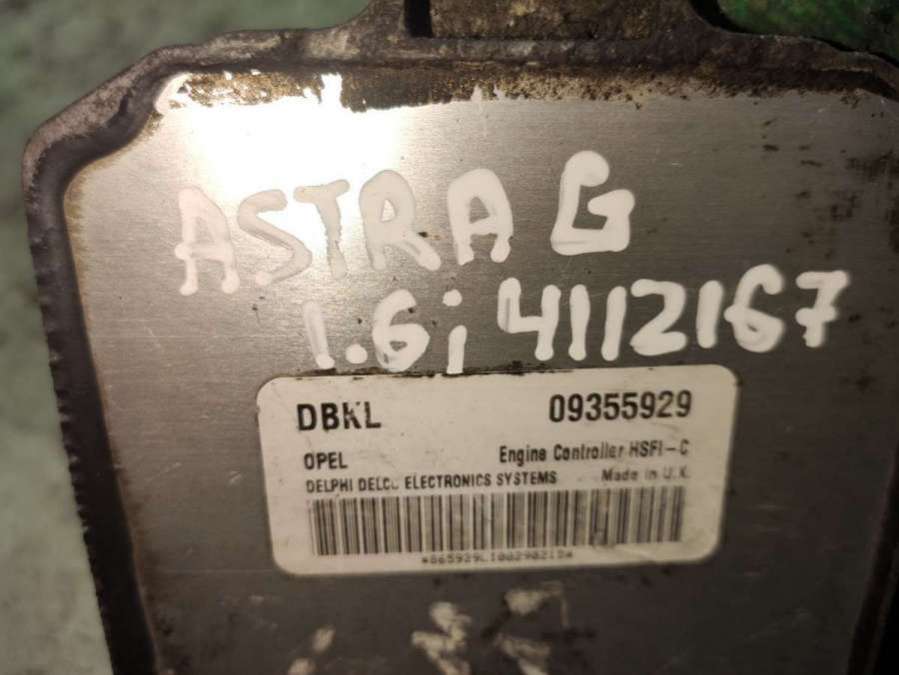 ASTRA G
1.6i 4112167
DBKL 09355929
OPEL Engine Controller HSFI-C
DELPHI DELCO ELECTRONICS SYSTEMS Made in U.K.